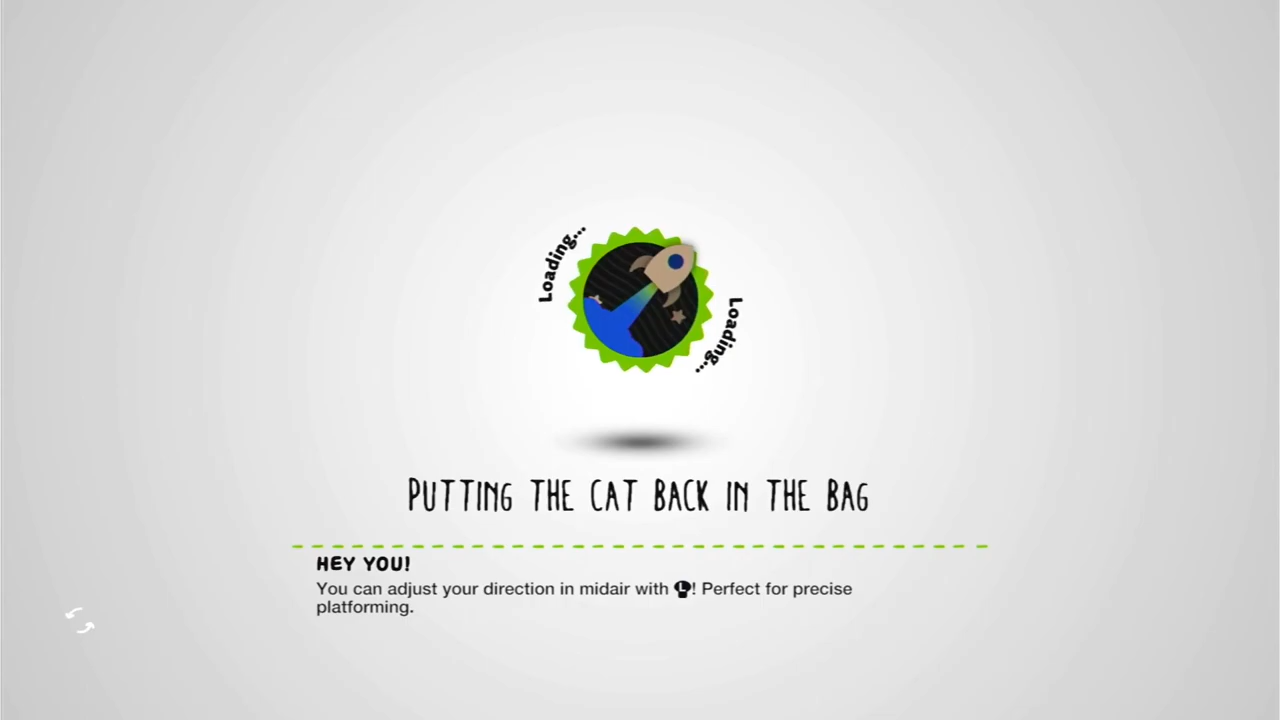 Loading...
Loading...
PUTTING THE CAT BACK IN THE BAG
HEY YOU!
You can adjust your direction in midair with L! Perfect for precise
platforming.